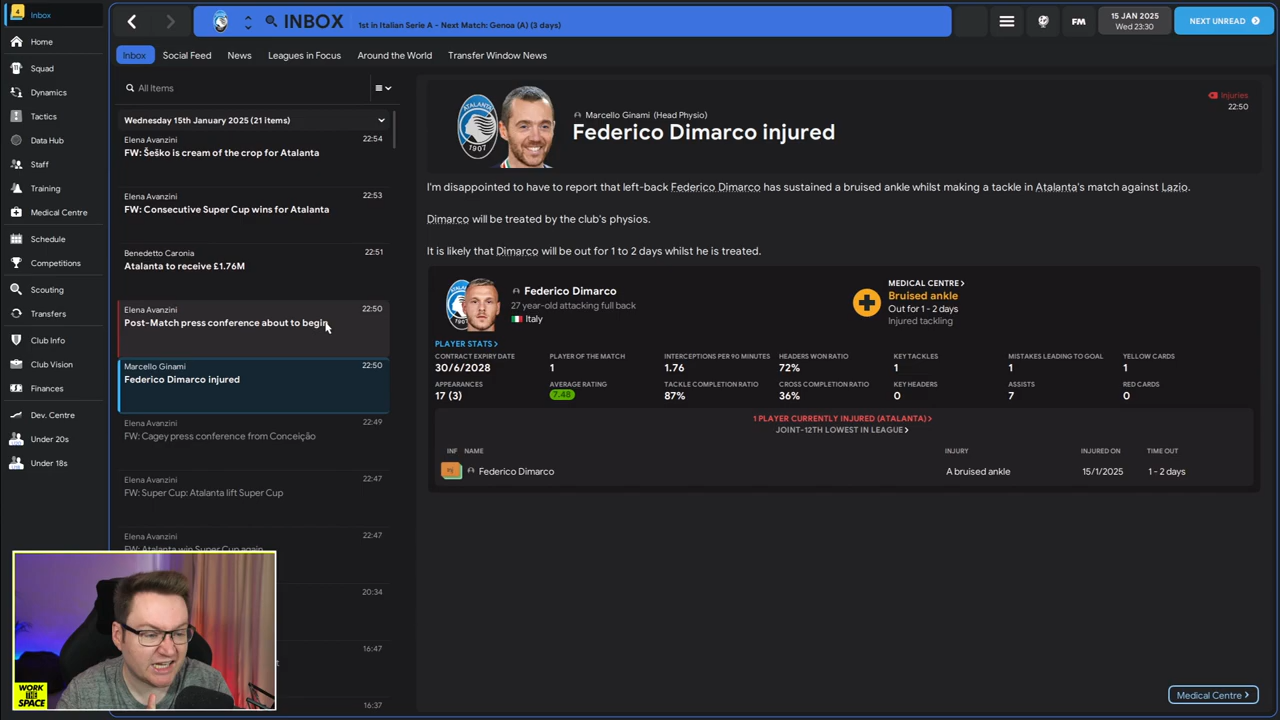 4
Inbox
INBOX
1st in Italian Serie A - Next Match: Genoa (A) (3 days)
FM
15 JAN 2025
Wed 23:30
NEXT UNREAD
Home
Squad
Dynamics
Tactics
Data Hub
Staff
Training
Medical Centre
Schedule
Competitions
Scouting
Transfers
Club Info
Club Vision
Finances
Dev. Centre
Under 20s
Under 18s
Inbox Social Feed News Leagues in Focus Around the World Transfer Window News
All Items
Wednesday 15th January 2025 (21 items)
Elena Avanzini 22:54
FW: Šeško is cream of the crop for Atalanta
Elena Avanzini 22:53
FW: Consecutive Super Cup wins for Atalanta
Benedetto Caronia 22:51
Atalanta to receive £1.76M
Elena Avanzini 22:50
Post-Match press conference about to begin
Marcello Ginami 22:50
Federico Dimarco injured
Elena Avanzini 22:49
FW: Cagey press conference from Conceição
Elena Avanzini 22:47
FW: Super Cup: Atalanta lift Super Cup
Elena Avanzini 22:47
FW: Atalanta win Super Cup again
20:34
16:47
16:37
ATALANTA
1907
Marcello Ginami (Head Physio)
Federico Dimarco injured
Injuries
22:50
I'm disappointed to have to report that left-back Federico Dimarco has sustained a bruised ankle whilst making a tackle in Atalanta's match against Lazio.
Dimarco will be treated by the club's physios.
It is likely that Dimarco will be out for 1 to 2 days whilst he is treated.
Federico Dimarco
27 year-old attacking full back
Italy
MEDICAL CENTRE >
Bruised ankle
Out for 1 - 2 days
Injured tackling
PLAYER STATS >
CONTRACT EXPIRY DATE PLAYER OF THE MATCH INTERCEPTIONS PER 90 MINUTES HEADERS WON RATIO KEY TACKLES MISTAKES LEADING TO GOAL YELLOW CARDS
30/6/2028 1 1.76 72% 1 1 1
APPEARANCES AVERAGE RATING TACKLE COMPLETION RATIO CROSS COMPLETION RATIO KEY HEADERS ASSISTS RED CARDS
17 (3) 7.48 87% 36% 0 7 0
1 PLAYER CURRENTLY INJURED (ATALANTA) >
JOINT-12TH LOWEST IN LEAGUE >
INF NAME INJURY INJURED ON TIME OUT
Federico Dimarco A bruised ankle 15/1/2025 1 - 2 days
Medical Centre >
WORK
THE
SPACE